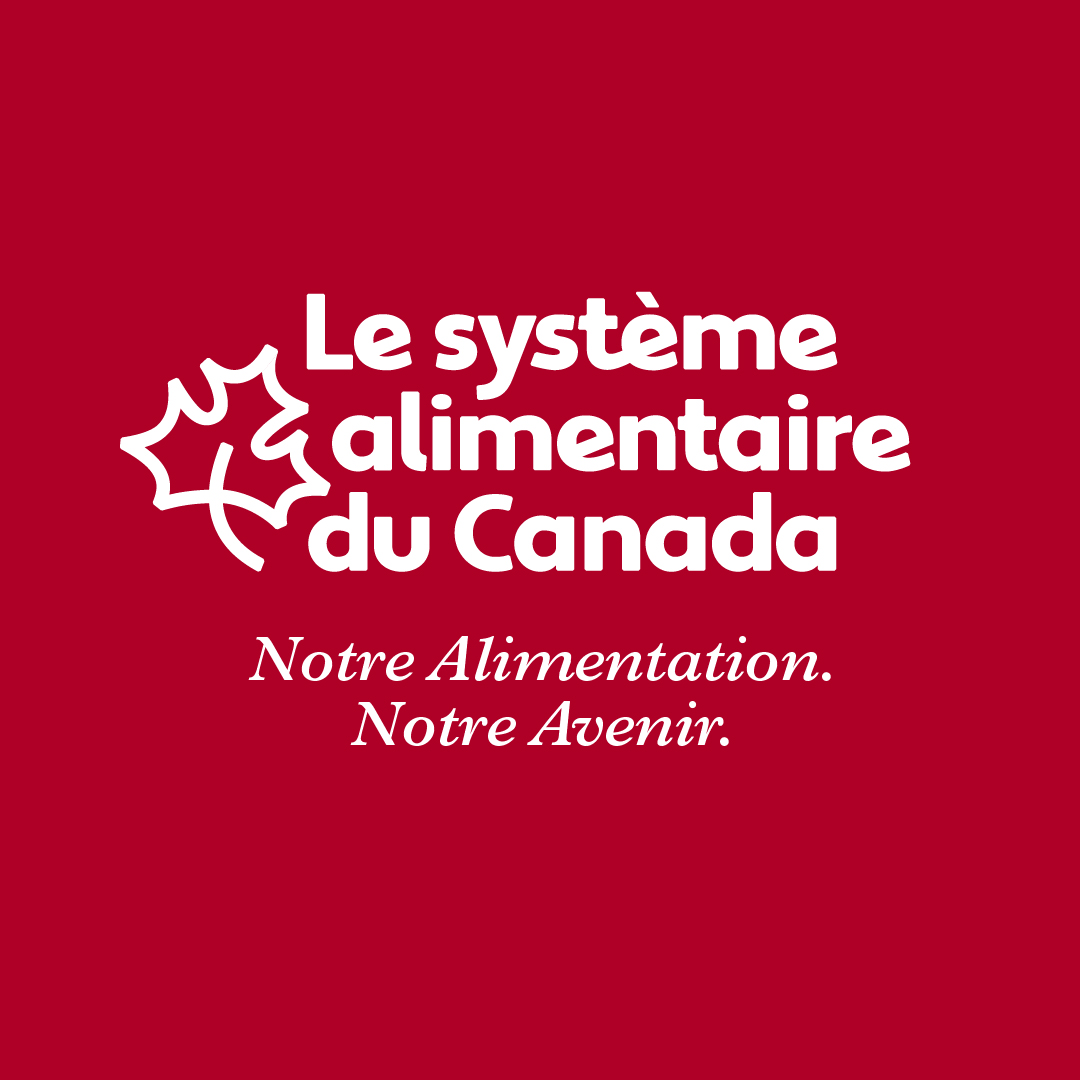 Le système
alimentaire
du Canada
Notre Alimentation.
Notre Avenir.